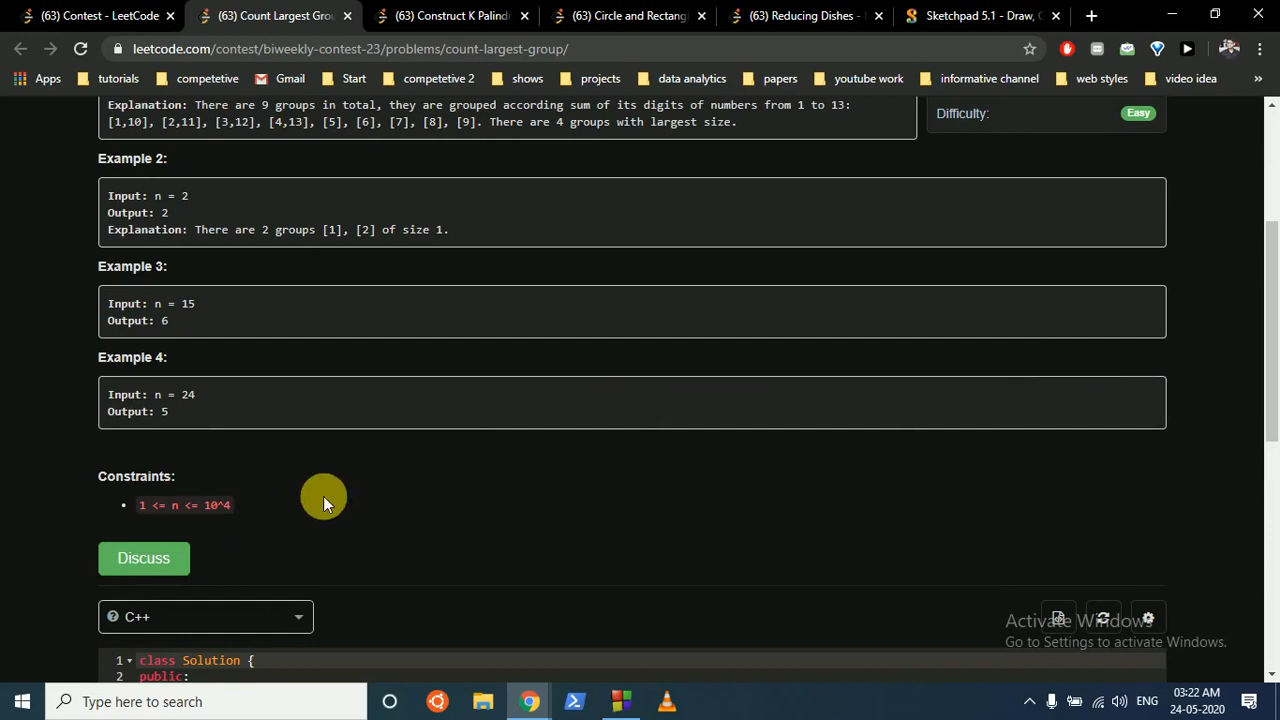 (63) Contest - LeetCode
(63) Count Largest Grou
(63) Construct K Palindr
(63) Circle and Rectang
(63) Reducing Dishes -
Sketchpad 5.1 - Draw, C
leetcode.com/contest/biweekly-contest-23/problems/count-largest-group/
Apps tutorials competetive Gmail Start competetive 2 shows projects data analytics papers youtube work informative channel web styles video idea »
Explanation: There are 9 groups in total, they are grouped according sum of its digits of numbers from 1 to 13:
[1,10], [2,11], [3,12], [4,13], [5], [6], [7], [8], [9]. There are 4 groups with largest size.
Difficulty: Easy
Example 2:
Input: n = 2
Output: 2
Explanation: There are 2 groups [1], [2] of size 1.
Example 3:
Input: n = 15
Output: 6
Example 4:
Input: n = 24
Output: 5
Constraints:
• 1 <= n <= 10^4
Discuss
C++
Activate Windows
Go to Settings to activate Windows.
1 class Solution {
2 public:
Type here to search
ENG
03:22 AM
24-05-2020